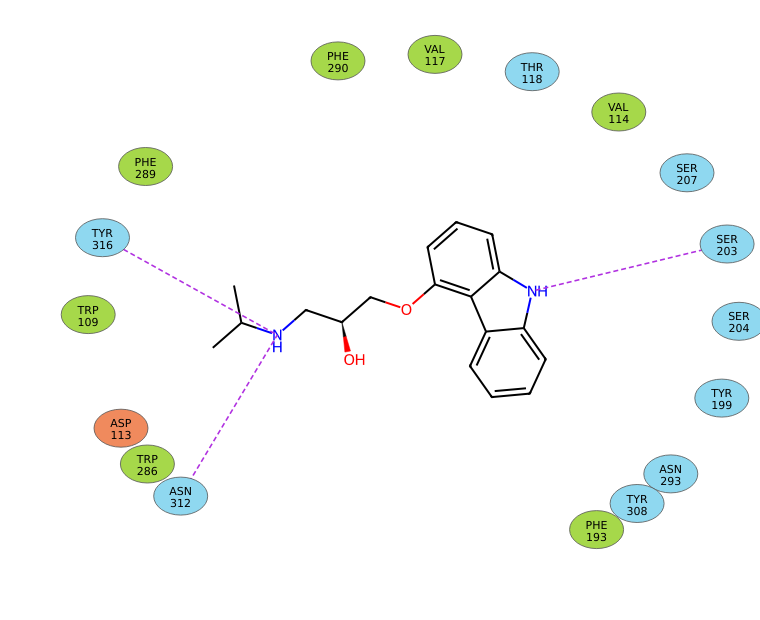 PHE
290
VAL
117
THR
118
VAL
114
PHE
289
SER
207
TYR
316
SER
203
NH
TRP
109
O
SER
204
N
H
OH
TYR
199
ASP
113
TRP
286
ASN
293
ASN
312
TYR
308
PHE
193